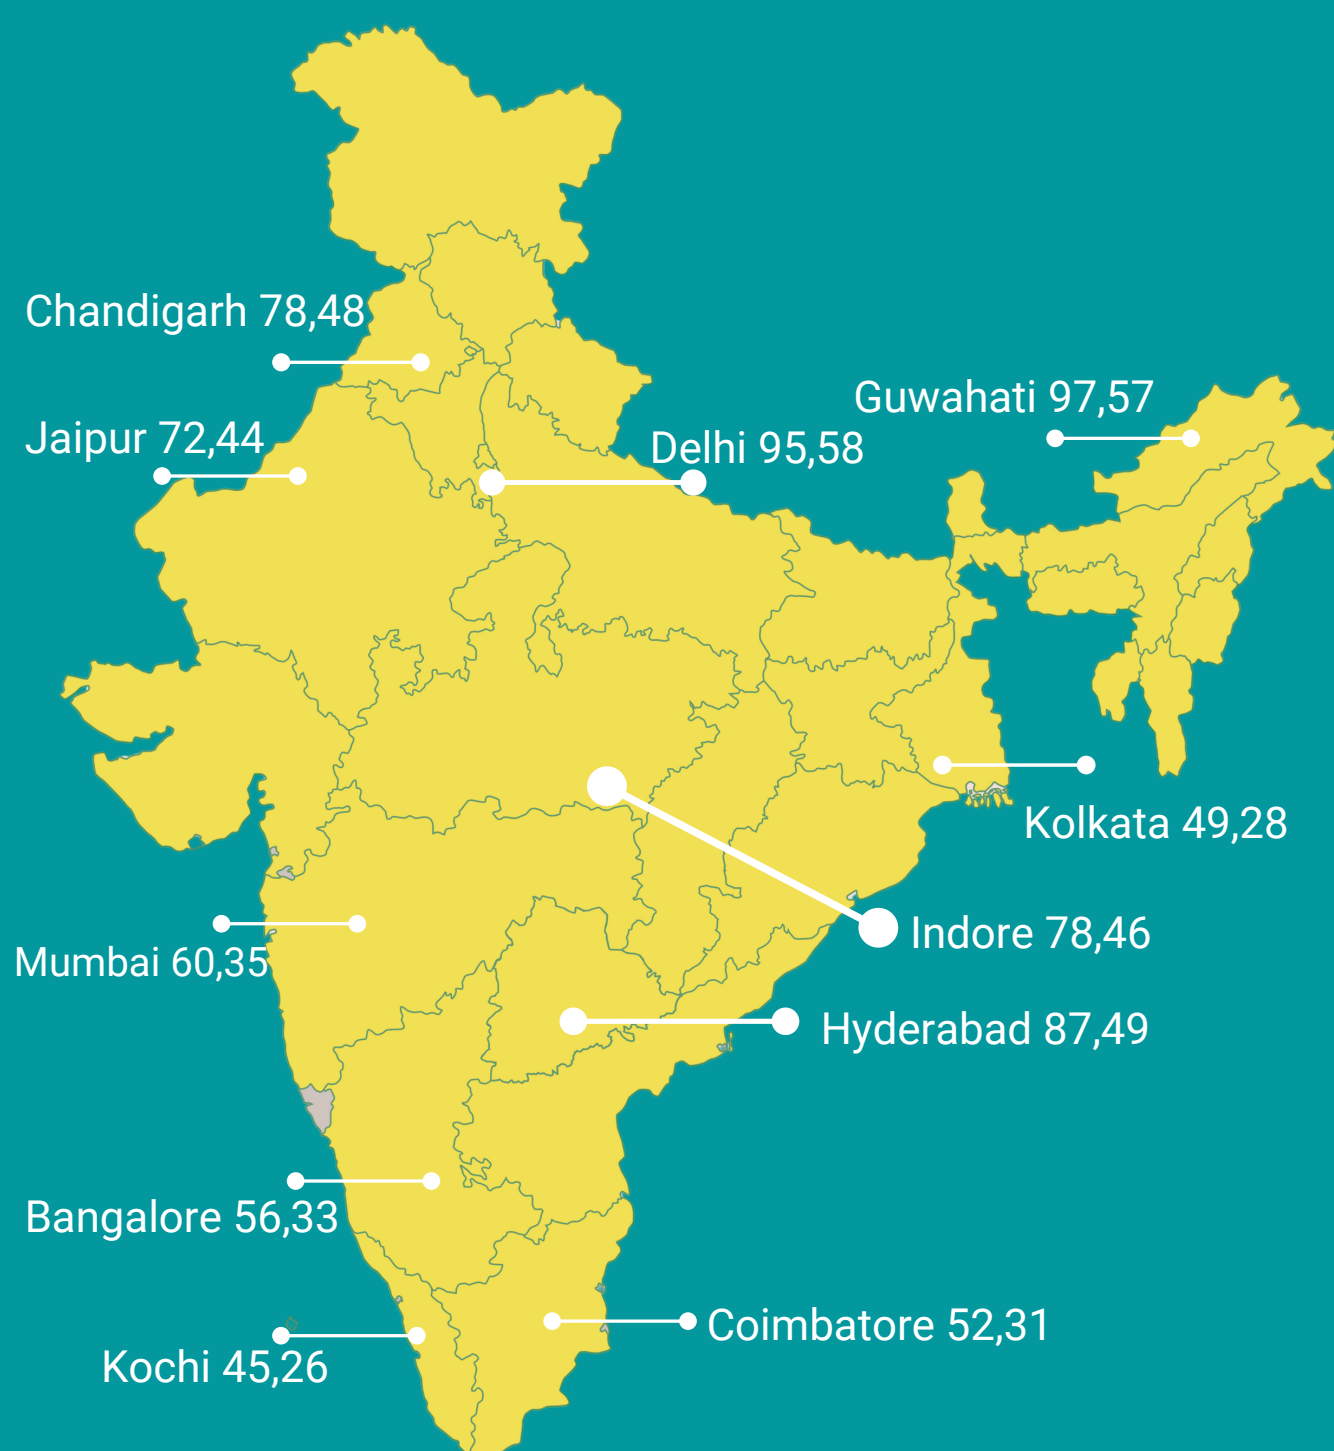 Chandigarh 78,48
Guwahati 97,57
Jaipur 72,44
Delhi 95,58
Kolkata 49,28
Indore 78,46
Mumbai 60,35
Hyderabad 87,49
Bangalore 56,33
Coimbatore 52,31
Kochi 45,26